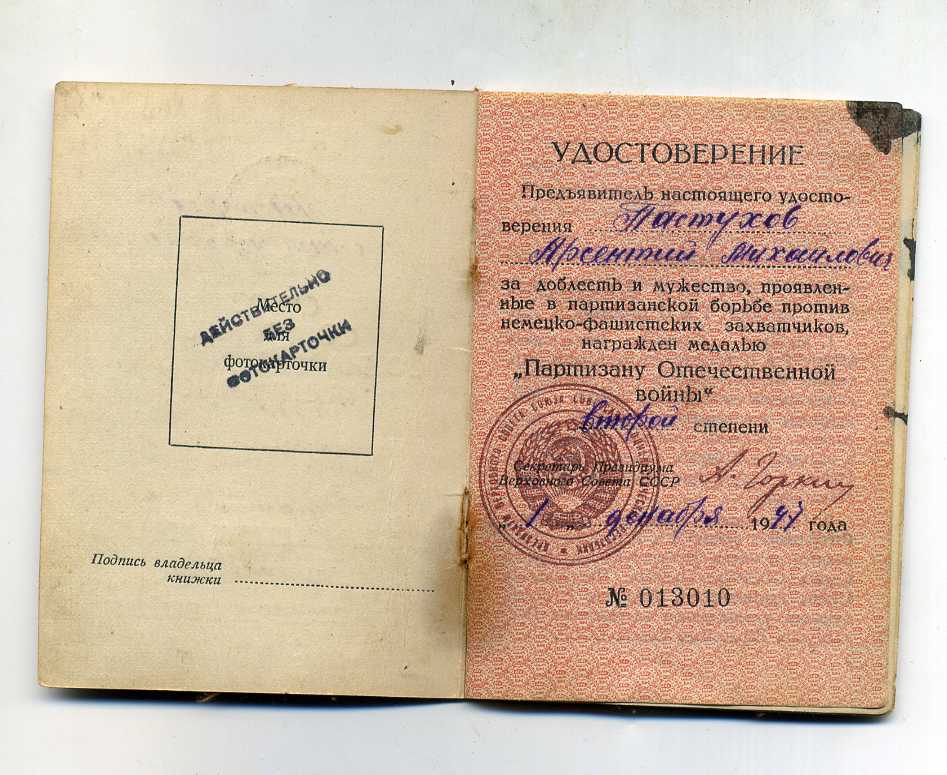 Место
для
фотокарточки
ДЕЙСТВИТЕЛЬНО
БЕЗ
ФОТОКАРТОЧКИ
Подпись владельца
книжки
УДОСТОВЕРЕНИЕ
Предъявитель настоящего удосто-
верения Пастухов
Арсентий Михайлович
за доблесть и мужество, проявлен-
ные в партизанской борьбе против
немецко-фашистских захватчиков,
награжден медалью
„Партизану Отечественной
войны“
второй степени
Секретарь Президиума
Верховного Совета СССР А. Горкин
„1“ декабря 1947 года
№ 013010